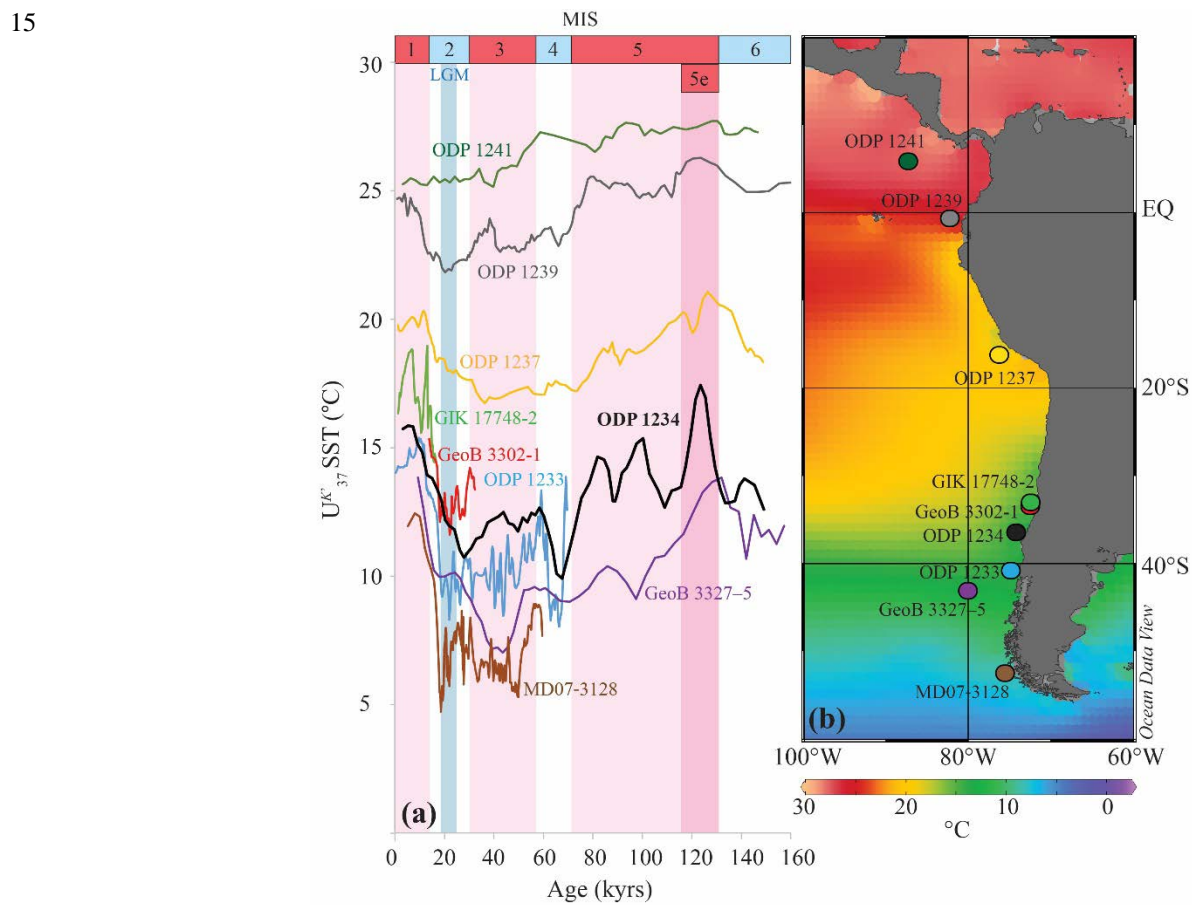 15
MIS
1 2 3 4 5 6
LGM
5e
30
25
20
15
10
5
0 20 40 60 80 100 120 140 160
Age (kyrs)
U^K'_37 SST (°C)
ODP 1241
ODP 1239
ODP 1237
GIK 17748-2
ODP 1234
GeoB 3302-1
ODP 1233
GeoB 3327–5
MD07-3128
(a)
ODP 1241
EQ
ODP 1239
ODP 1237
20°S
GIK 17748-2
GeoB 3302-1
ODP 1234
ODP 1233
40°S
GeoB 3327–5
MD07-3128
Ocean Data View
(b)
100°W 80°W 60°W
30 20 10 0
°C